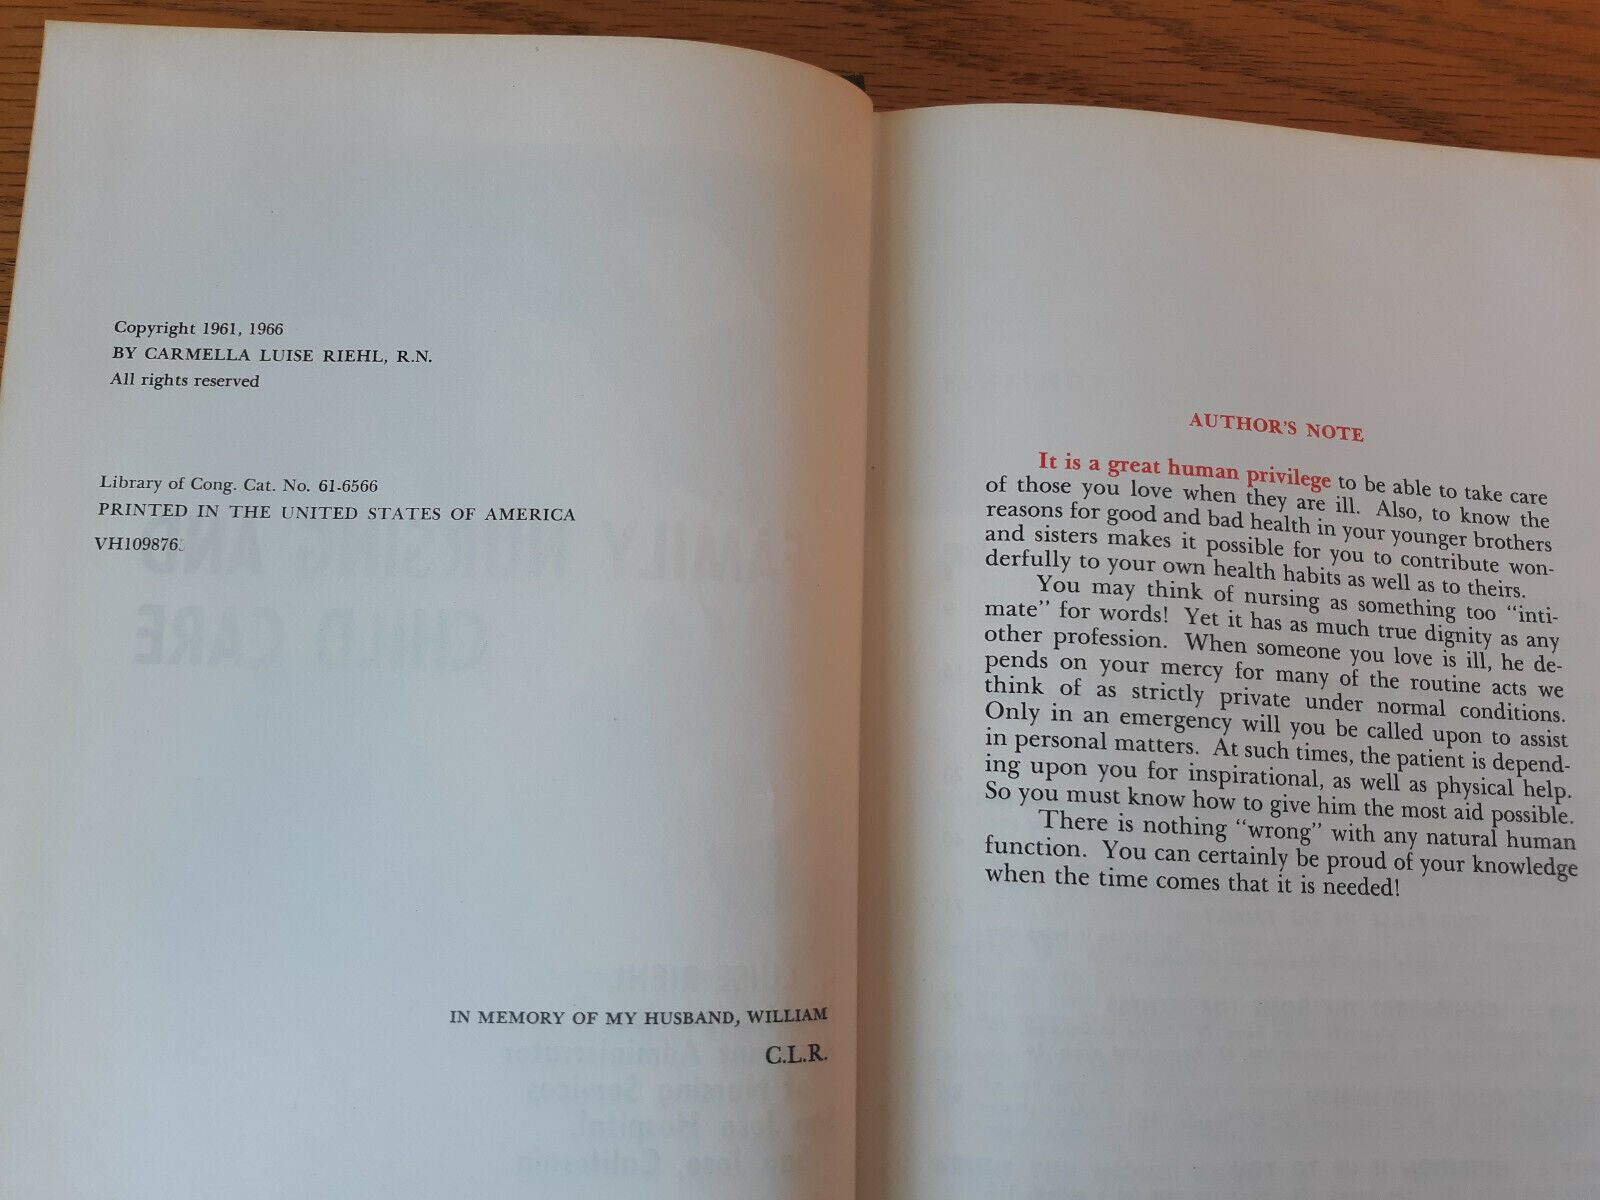 Copyright 1961, 1966
BY CARMELLA LUISE RIEHL, R.N.
All rights reserved
Library of Cong. Cat. No. 61-6566
PRINTED IN THE UNITED STATES OF AMERICA
VH109876
IN MEMORY OF MY HUSBAND, WILLIAM
C.L.R.
AUTHOR'S NOTE
It is a great human privilege to be able to take care
of those you love when they are ill. Also, to know the
reasons for good and bad health in your younger brothers
and sisters makes it possible for you to contribute won-
derfully to your own health habits as well as to theirs.
You may think of nursing as something too "inti-
mate" for words! Yet it has as much true dignity as any
other profession. When someone you love is ill, he de-
pends on your mercy for many of the routine acts we
think of as strictly private under normal conditions.
Only in an emergency will you be called upon to assist
in personal matters. At such times, the patient is depend-
ing upon you for inspirational, as well as physical help.
So you must know how to give him the most aid possible.
There is nothing "wrong" with any natural human
function. You can certainly be proud of your knowledge
when the time comes that it is needed!